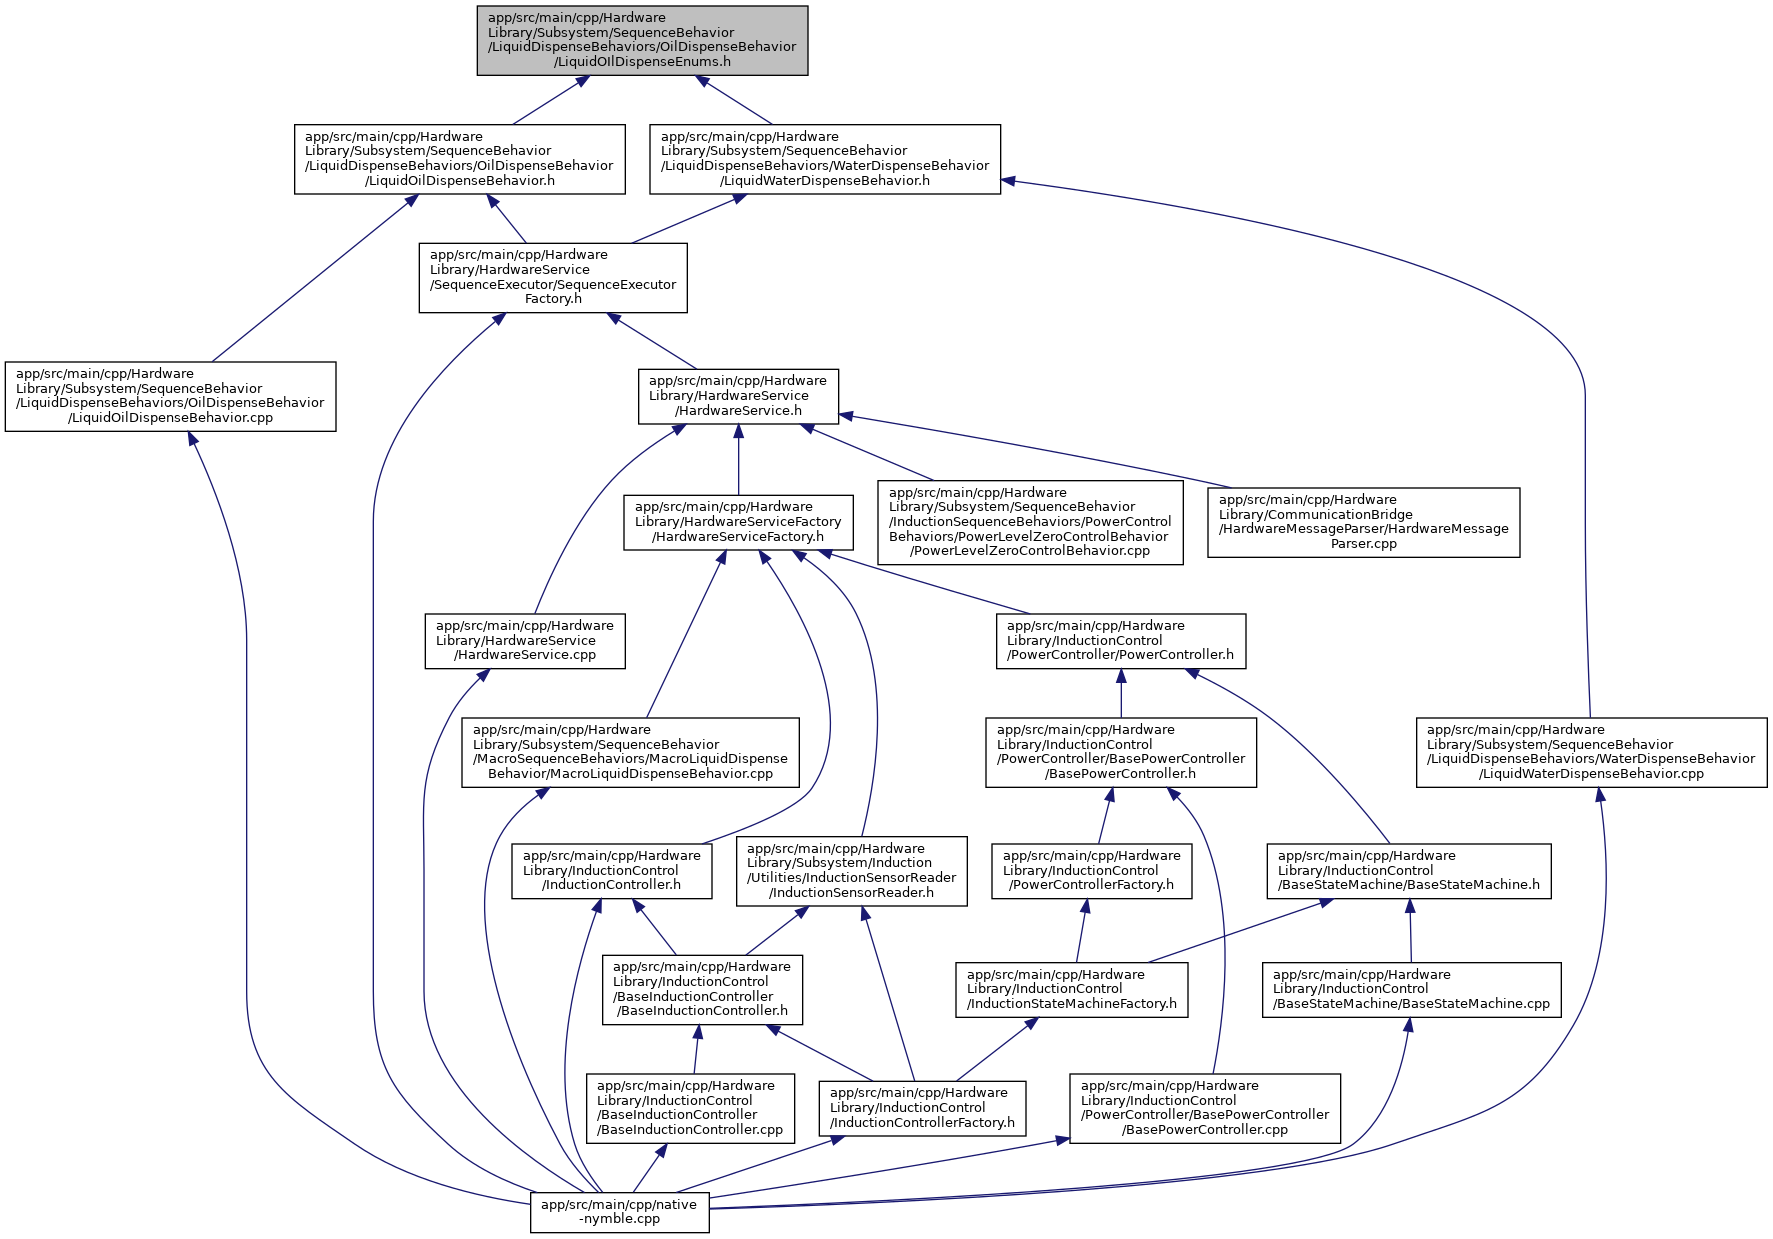 app/src/main/cpp/Hardware
Library/Subsystem/SequenceBehavior
/LiquidDispenseBehaviors/OilDispenseBehavior
/LiquidOIlDispenseEnums.h
app/src/main/cpp/Hardware
Library/Subsystem/SequenceBehavior
/LiquidDispenseBehaviors/OilDispenseBehavior
/LiquidOilDispenseBehavior.h
app/src/main/cpp/Hardware
Library/Subsystem/SequenceBehavior
/LiquidDispenseBehaviors/WaterDispenseBehavior
/LiquidWaterDispenseBehavior.h
app/src/main/cpp/Hardware
Library/HardwareService
/SequenceExecutor/SequenceExecutor
Factory.h
app/src/main/cpp/Hardware
Library/Subsystem/SequenceBehavior
/LiquidDispenseBehaviors/OilDispenseBehavior
/LiquidOilDispenseBehavior.cpp
app/src/main/cpp/Hardware
Library/HardwareService
/HardwareService.h
app/src/main/cpp/Hardware
Library/HardwareServiceFactory
/HardwareServiceFactory.h
app/src/main/cpp/Hardware
Library/Subsystem/SequenceBehavior
/InductionSequenceBehaviors/PowerControl
Behaviors/PowerLevelZeroControlBehavior
/PowerLevelZeroControlBehavior.cpp
app/src/main/cpp/Hardware
Library/CommunicationBridge
/HardwareMessageParser/HardwareMessage
Parser.cpp
app/src/main/cpp/Hardware
Library/HardwareService
/HardwareService.cpp
app/src/main/cpp/Hardware
Library/InductionControl
/PowerController/PowerController.h
app/src/main/cpp/Hardware
Library/Subsystem/SequenceBehavior
/MacroSequenceBehaviors/MacroLiquidDispense
Behavior/MacroLiquidDispenseBehavior.cpp
app/src/main/cpp/Hardware
Library/InductionControl
/PowerController/BasePowerController
/BasePowerController.h
app/src/main/cpp/Hardware
Library/Subsystem/SequenceBehavior
/LiquidDispenseBehaviors/WaterDispenseBehavior
/LiquidWaterDispenseBehavior.cpp
app/src/main/cpp/Hardware
Library/InductionControl
/InductionController.h
app/src/main/cpp/Hardware
Library/Subsystem/Induction
/Utilities/InductionSensorReader
/InductionSensorReader.h
app/src/main/cpp/Hardware
Library/InductionControl
/PowerControllerFactory.h
app/src/main/cpp/Hardware
Library/InductionControl
/BaseStateMachine/BaseStateMachine.h
app/src/main/cpp/Hardware
Library/InductionControl
/BaseInductionController
/BaseInductionController.h
app/src/main/cpp/Hardware
Library/InductionControl
/InductionStateMachineFactory.h
app/src/main/cpp/Hardware
Library/InductionControl
/BaseStateMachine/BaseStateMachine.cpp
app/src/main/cpp/Hardware
Library/InductionControl
/BaseInductionController
/BaseInductionController.cpp
app/src/main/cpp/Hardware
Library/InductionControl
/InductionControllerFactory.h
app/src/main/cpp/Hardware
Library/InductionControl
/PowerController/BasePowerController
/BasePowerController.cpp
app/src/main/cpp/native
-nymble.cpp